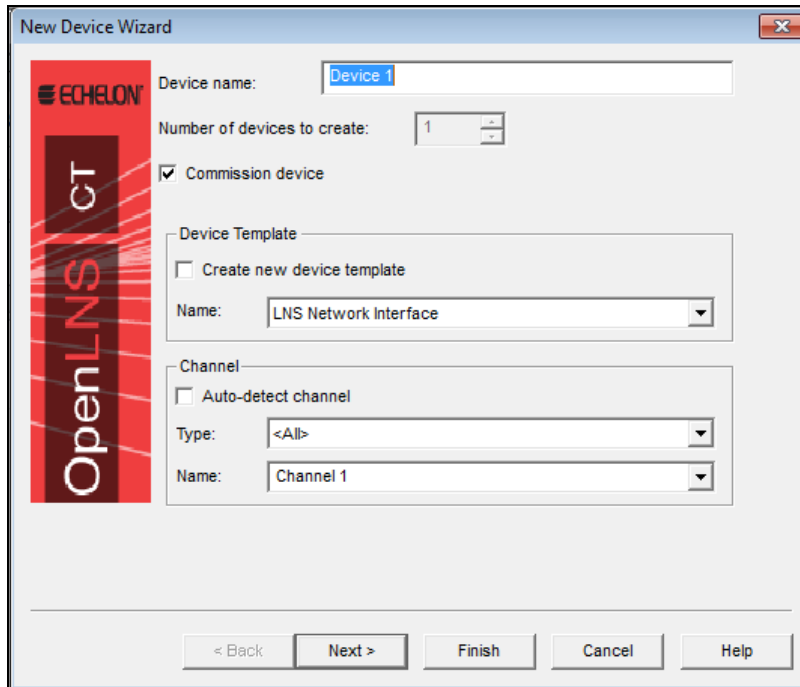 New Device Wizard
ECHELON
OpenLNS CT
Device name: Device 1
Number of devices to create: 1
Commission device
Device Template
Create new device template
Name: LNS Network Interface
Channel
Auto-detect channel
Type: <All>
Name: Channel 1
< Back Next > Finish Cancel Help